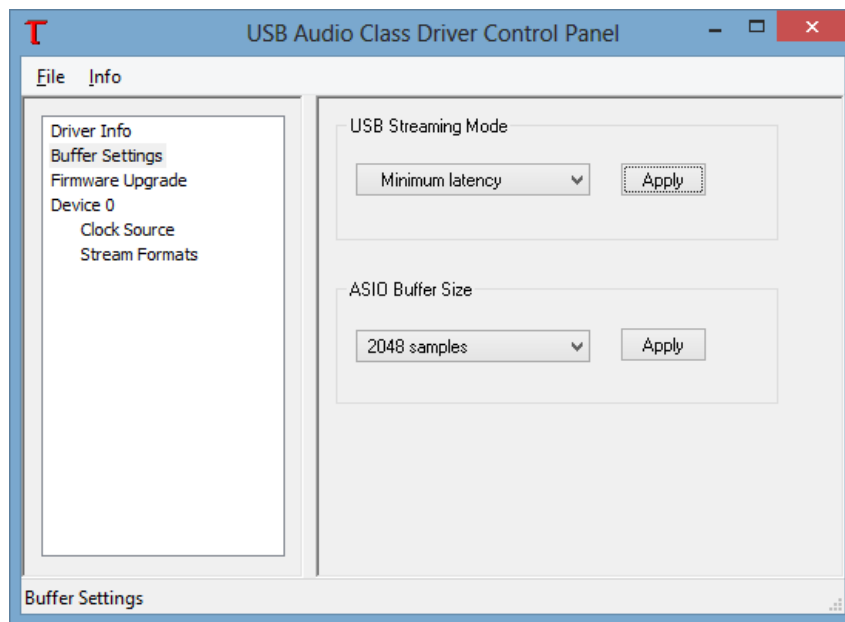 USB Audio Class Driver Control Panel
File Info
Driver Info
Buffer Settings
Firmware Upgrade
Device 0
Clock Source
Stream Formats
USB Streaming Mode
Minimum latency
Apply
ASIO Buffer Size
2048 samples
Apply
Buffer Settings